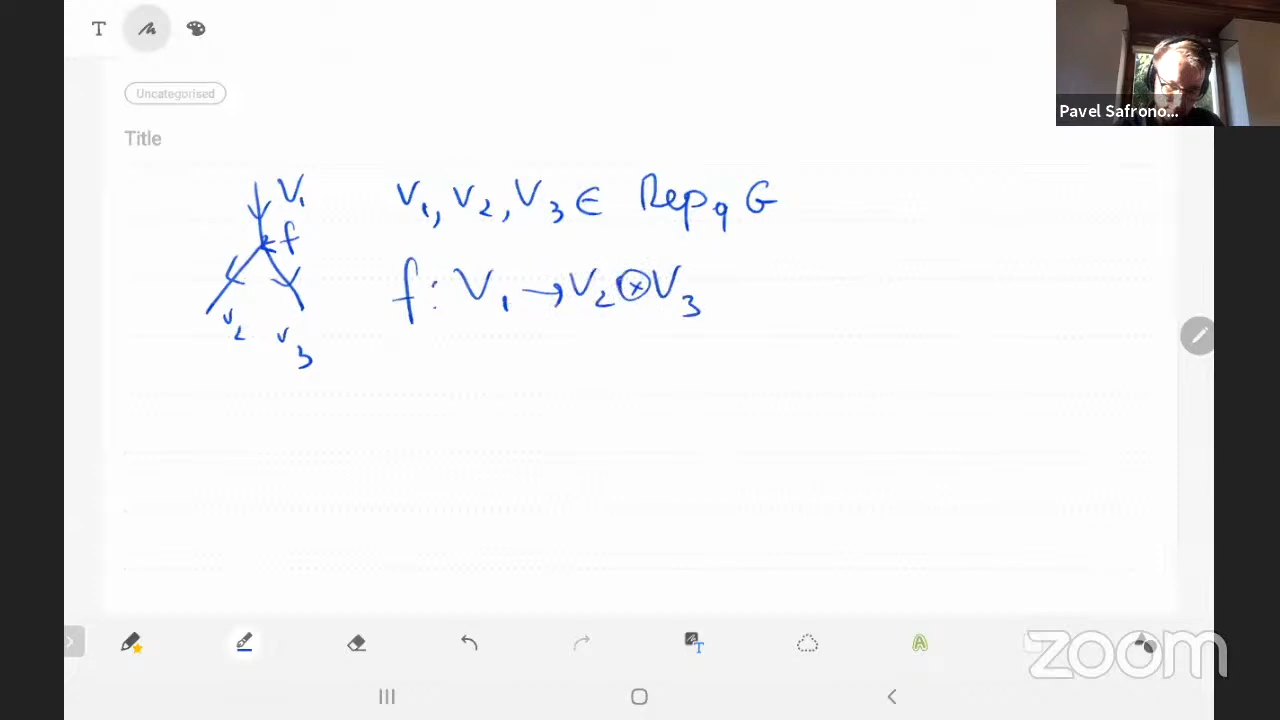 T
Pavel Safrono...
Uncategorised
Title
V₁
V₁, V₂, V₃ ∈ Rep_q G
f
f: V₁ → V₂ ⊗ V₃
V₂ V₃
T
A
zoom